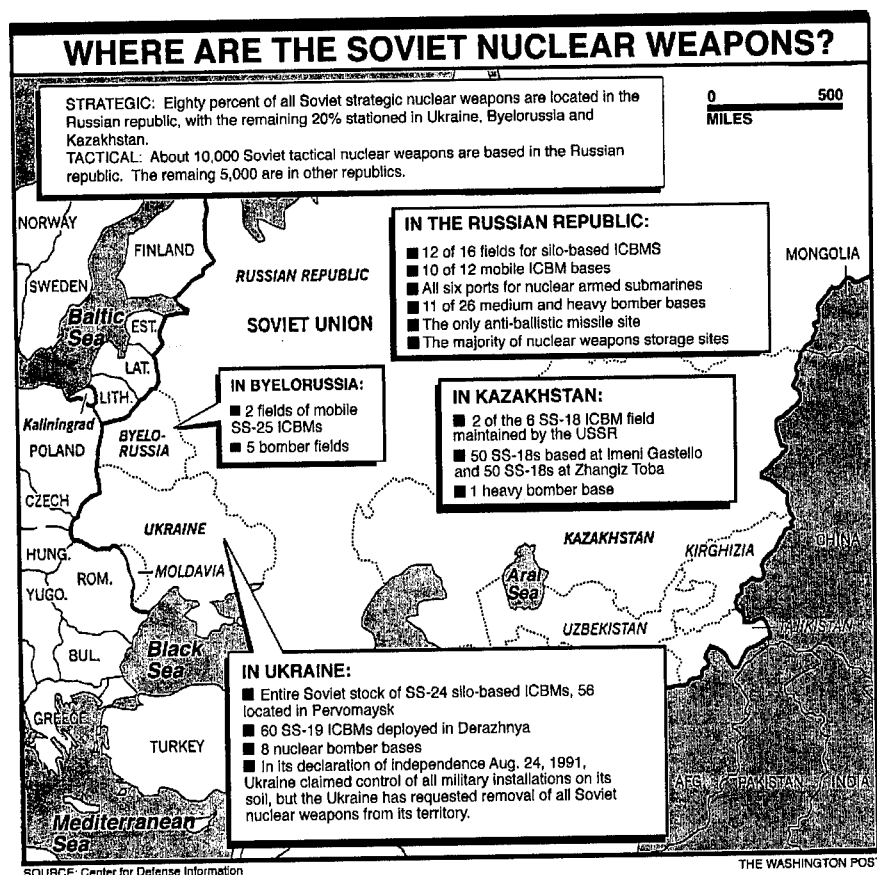 WHERE ARE THE SOVIET NUCLEAR WEAPONS?
STRATEGIC: Eighty percent of all Soviet strategic nuclear weapons are located in the
Russian republic, with the remaining 20% stationed in Ukraine, Byelorussia and
Kazakhstan.
TACTICAL: About 10,000 Soviet tactical nuclear weapons are based in the Russian
republic. The remaing 5,000 are in other republics.
0 500
MILES
NORWAY
FINLAND
SWEDEN
RUSSIAN REPUBLIC
SOVIET UNION
MONGOLIA
IN THE RUSSIAN REPUBLIC:
■ 12 of 16 fields for silo-based ICBMS
■ 10 of 12 mobile ICBM bases
■ All six ports for nuclear armed submarines
■ 11 of 26 medium and heavy bomber bases
■ The only anti-ballistic missile site
■ The majority of nuclear weapons storage sites
Baltic
Sea
EST.
LAT.
LITH.
Kaliningrad
POLAND
BYELO-
RUSSIA
IN BYELORUSSIA:
■ 2 fields of mobile
SS-25 ICBMs
■ 5 bomber fields
IN KAZAKHSTAN:
■ 2 of the 6 SS-18 ICBM field
maintained by the USSR
■ 50 SS-18s based at Imeni Gastello
and 50 SS-18s at Zhangiz Toba
■ 1 heavy bomber base
CZECH
UKRAINE
KAZAKHSTAN
KIRGHIZIA
CHINA
HUNG.
ROM.
MOLDAVIA
YUGO.
Aral
Sea
UZBEKISTAN
TAJIKISTAN
BUL.
Black
Sea
GREECE
TURKEY
Mediterranean
Sea
IN UKRAINE:
■ Entire Soviet stock of SS-24 silo-based ICBMs, 56
located in Pervomaysk
■ 60 SS-19 ICBMs deployed in Derazhnya
■ 8 nuclear bomber bases
■ In its declaration of independence Aug. 24, 1991,
Ukraine claimed control of all military installations on its
soil, but the Ukraine has requested removal of all Soviet
nuclear weapons from its territory.
AFG.
PAKISTAN
INDIA
SOURCE: Center for Defense Information
THE WASHINGTON POST